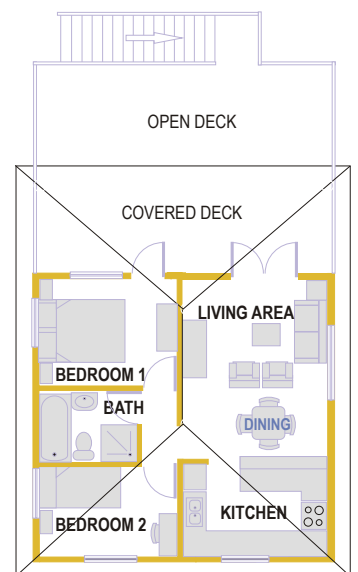 OPEN DECK
COVERED DECK
LIVING AREA
BEDROOM 1
BATH
DINING
KITCHEN
BEDROOM 2